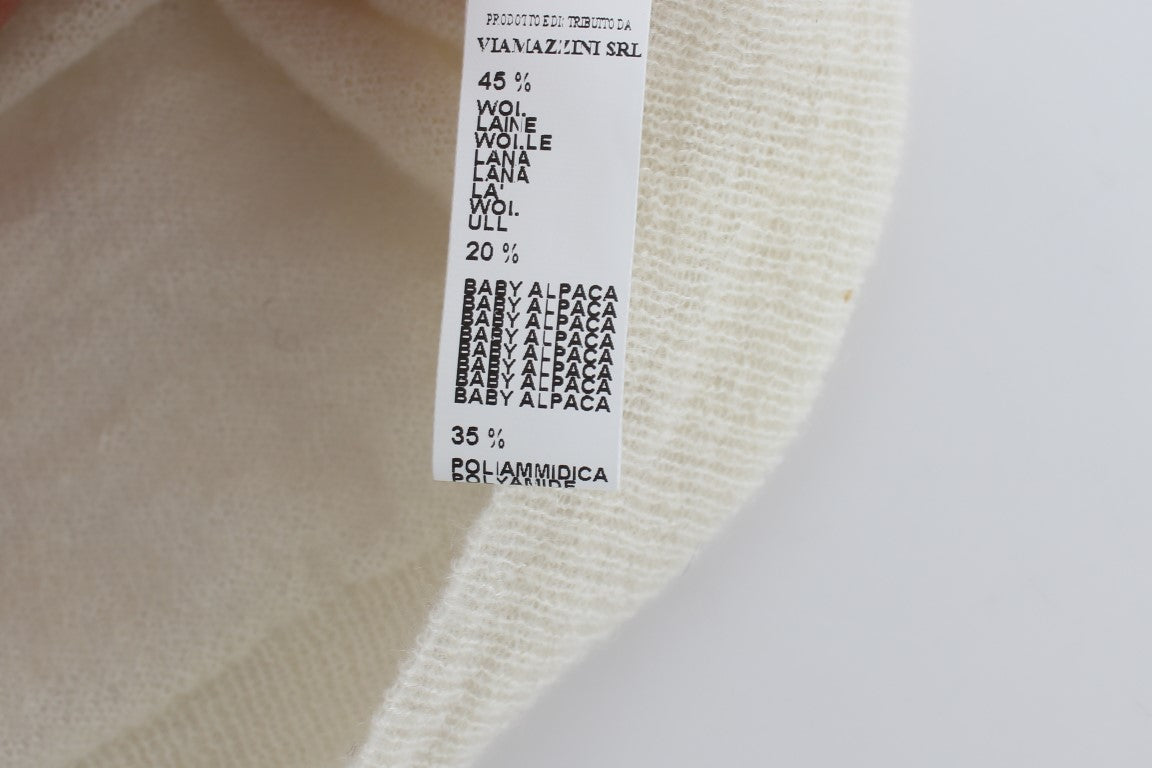 PRODOTTO E DISTRIBUITO DA
VIAMAZZINI SRL
45 %
WOL
LAINE
WOLLE
LANA
LANA
LA'
WOL
ULL
20 %
BABY ALPACA
BABY ALPACA
BABY ALPACA
BABY ALPACA
BABY ALPACA
BABY ALPACA
BABY ALPACA
BABY ALPACA
35 %
POLIAMMIDICA
POLYAMIDE